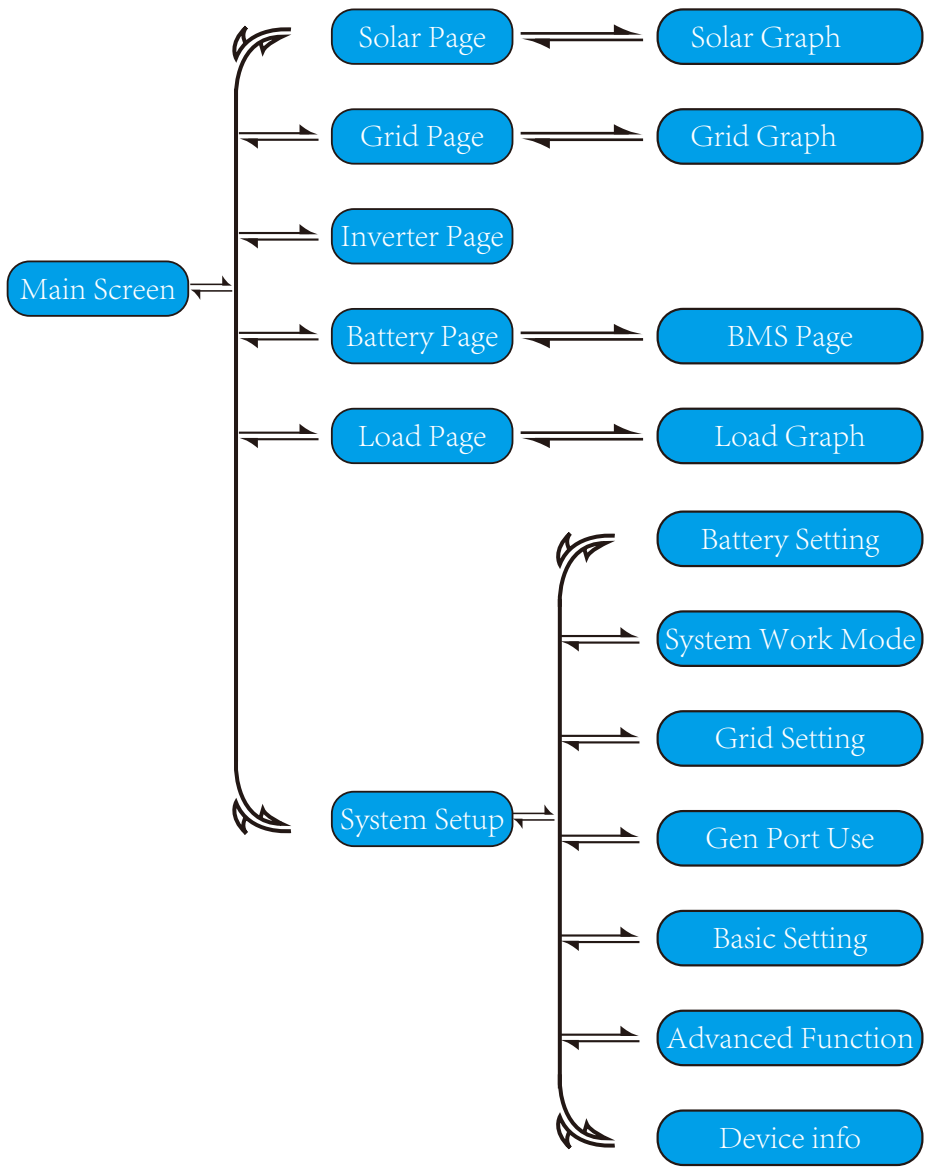 Solar Page
Solar Graph
Grid Page
Grid Graph
Inverter Page
Main Screen
Battery Page
BMS Page
Load Page
Load Graph
Battery Setting
System Work Mode
Grid Setting
System Setup
Gen Port Use
Basic Setting
Advanced Function
Device info